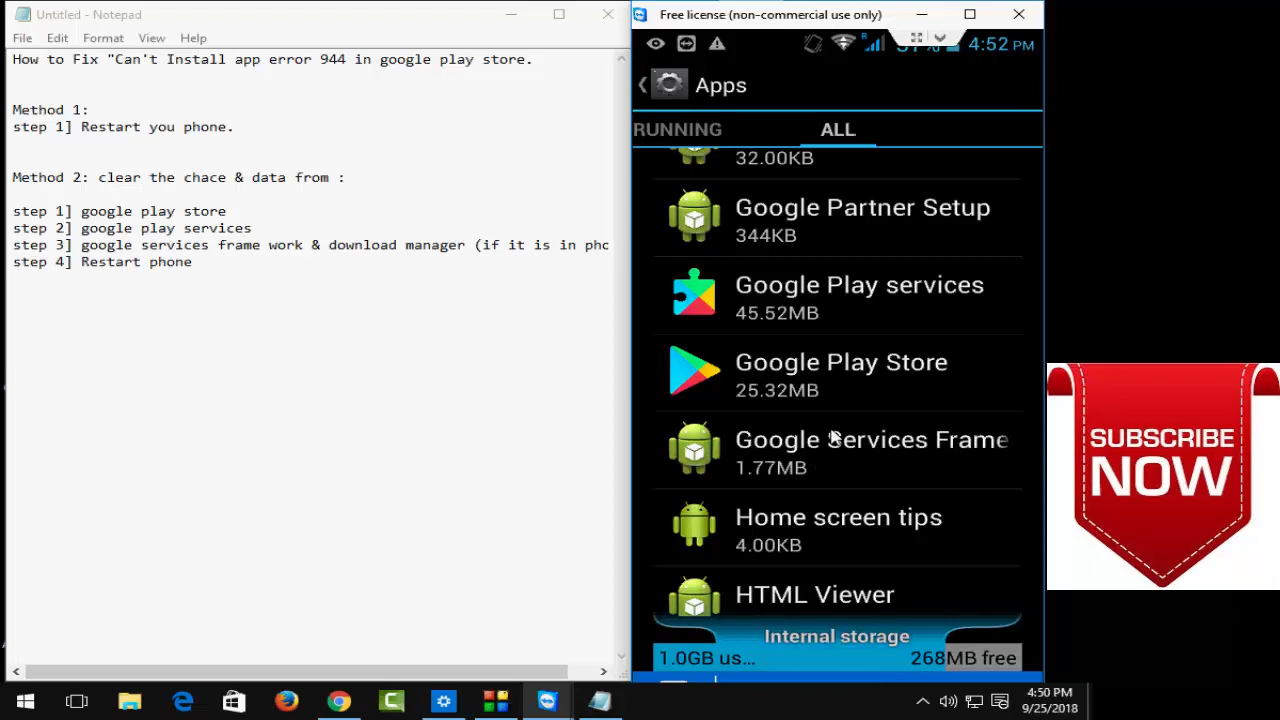 Untitled - Notepad
File Edit Format View Help
How to Fix "Can't Install app error 944 in google play store.
Method 1:
step 1] Restart you phone.
Method 2: clear the chace & data from :
step 1] google play store
step 2] google play services
step 3] google services frame work & download manager (if it is in pho
step 4] Restart phone
Free license (non-commercial use only)
4:52 PM
Apps
RUNNING ALL
32.00KB
Google Partner Setup
344KB
Google Play services
45.52MB
Google Play Store
25.32MB
Google Services Frame
1.77MB
Home screen tips
4.00KB
HTML Viewer
Internal storage
1.0GB us... 268MB free
SUBSCRIBE
NOW
4:50 PM
9/25/2018